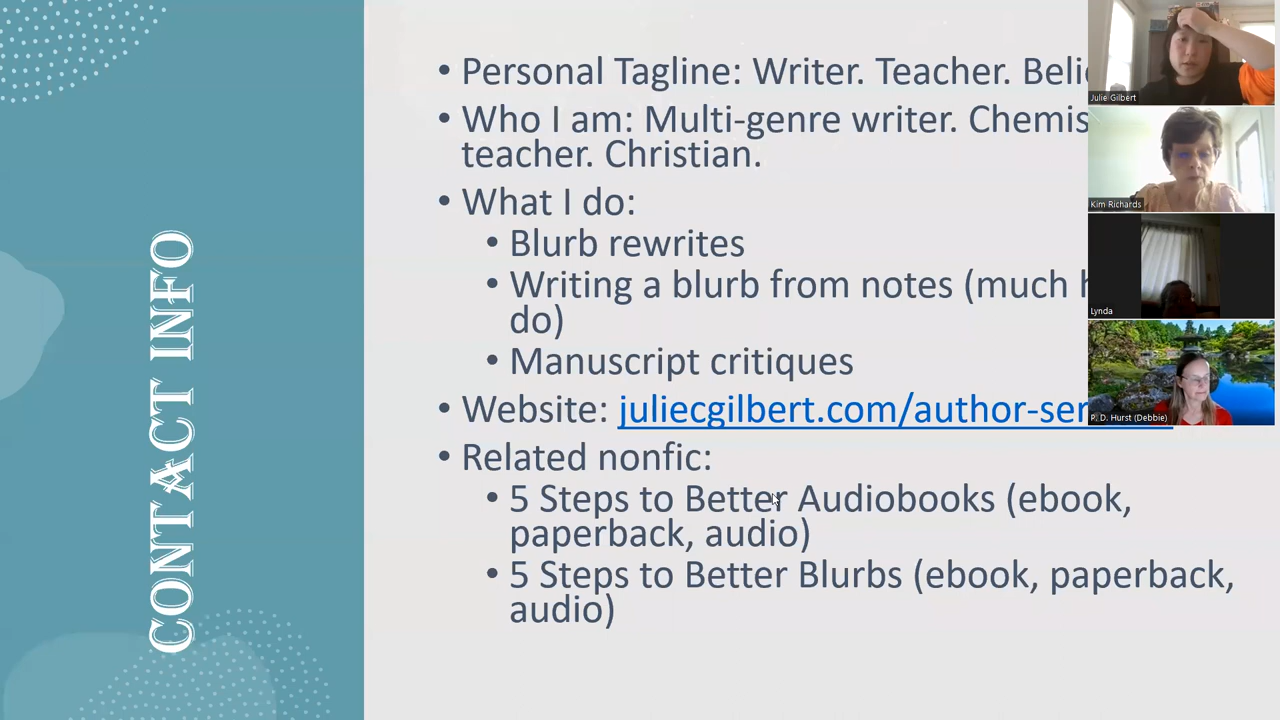 CONTACT INFO
• Personal Tagline: Writer. Teacher.
• Who I am: Multi-genre writer.
teacher. Christian.
• What I do:
• Blurb rewrites
• Writing a blurb from notes (much
do)
• Manuscript critiques
• Website: juliecgilbert.com/author-ser
• Related nonfic:
• 5 Steps to Better Audiobooks (ebook,
paperback, audio)
• 5 Steps to Better Blurbs (ebook, paperback,
audio)
Julie Gilbert
Kim Richards
Lynda
P. D. Hurst (Debbie)